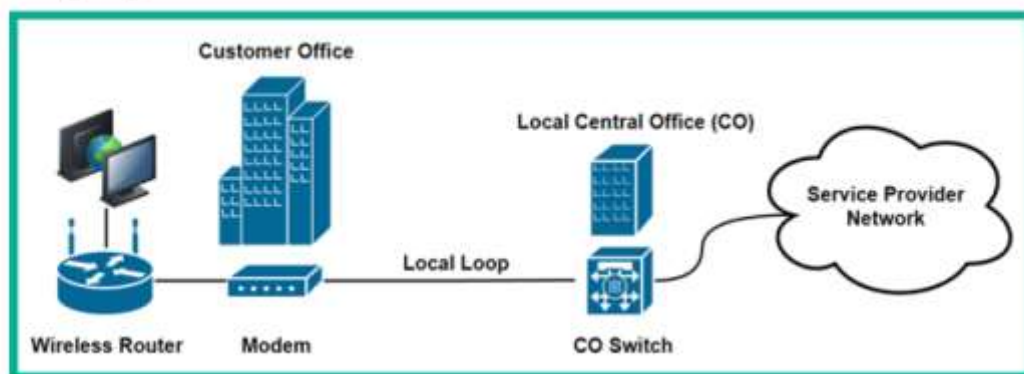 Customer Office
Local Central Office (CO)
Service Provider
Network
Local Loop
Wireless Router
Modem
CO Switch